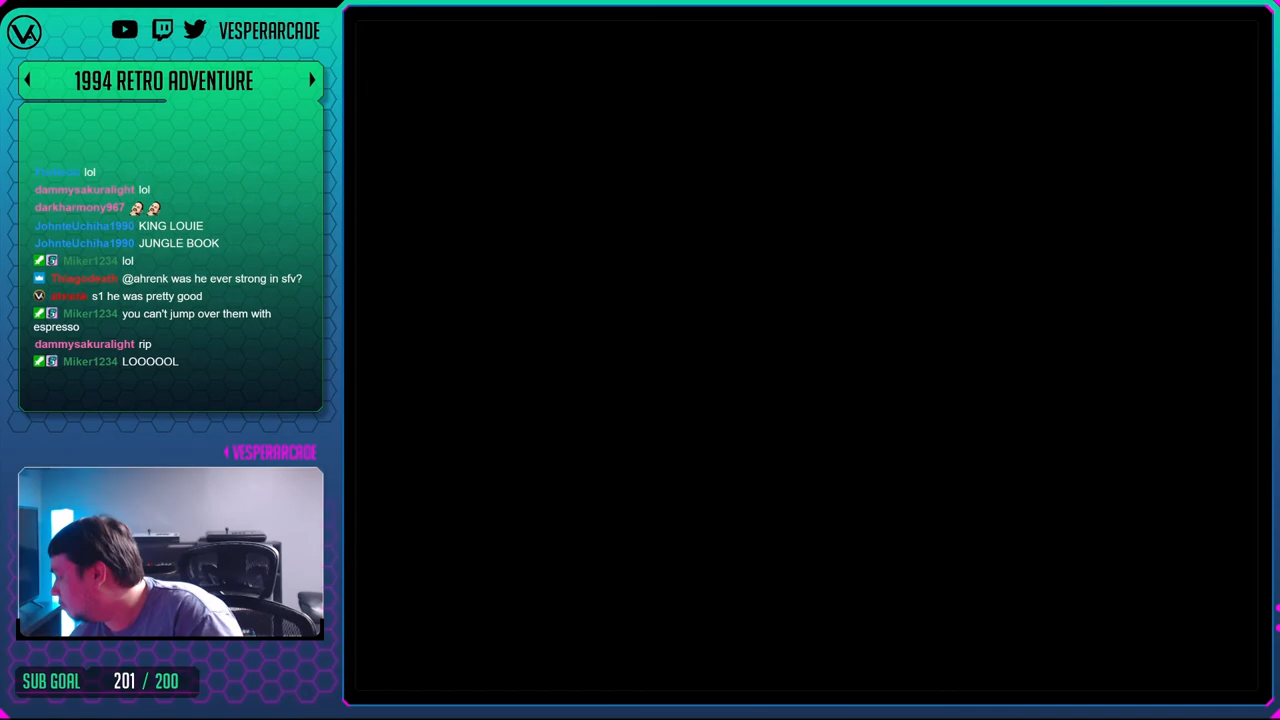 VESPERARCADE
1994 RETRO ADVENTURE
lol
dammysakuralight lol
darkharmony967
JohnteUchiha1990 KING LOUIE
JohnteUchiha1990 JUNGLE BOOK
Miker1234 lol
Thiagodeath @ahrenk was he ever strong in sfv?
ahrenk s1 he was pretty good
Miker1234 you can't jump over them with
espresso
dammysakuralight rip
Miker1234 LOOOOOL
VESPERARCADE
SUB GOAL 201 / 200